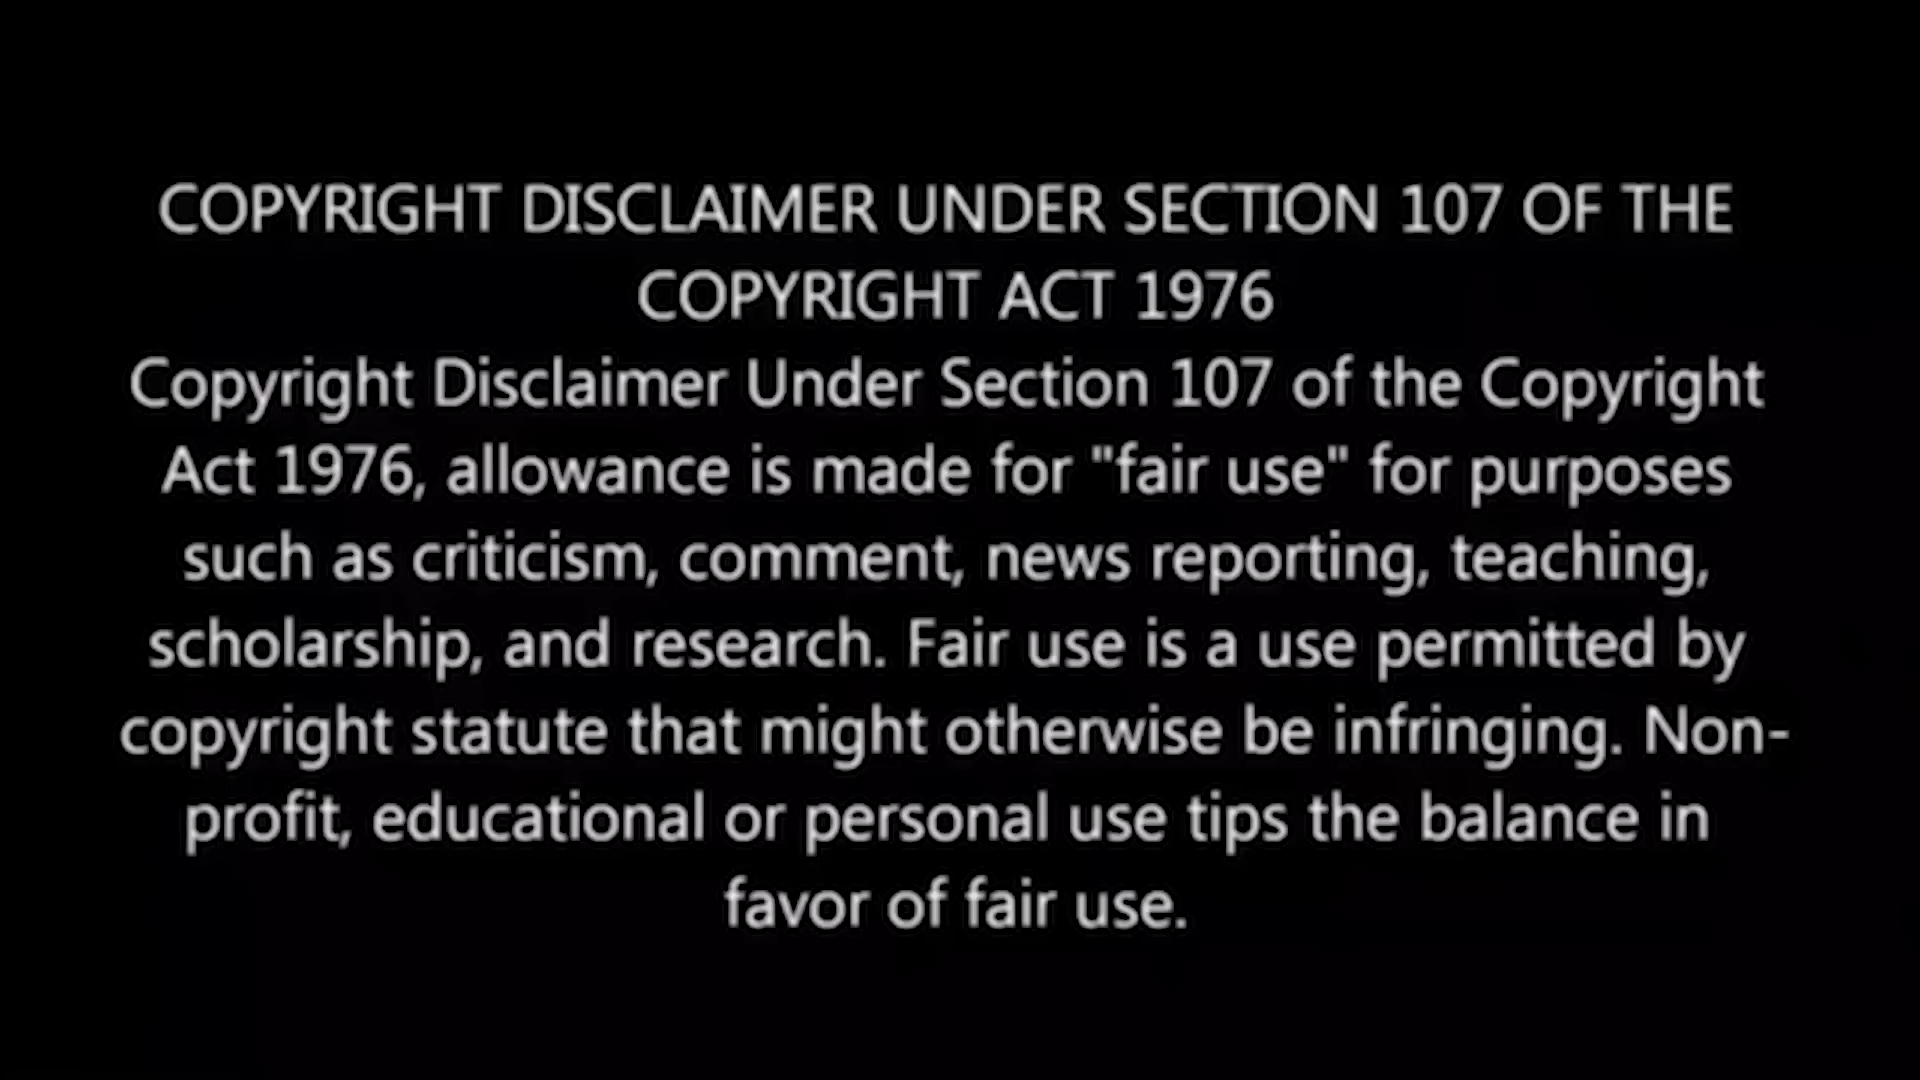 COPYRIGHT DISCLAIMER UNDER SECTION 107 OF THE
COPYRIGHT ACT 1976
Copyright Disclaimer Under Section 107 of the Copyright
Act 1976, allowance is made for "fair use" for purposes
such as criticism, comment, news reporting, teaching,
scholarship, and research. Fair use is a use permitted by
copyright statute that might otherwise be infringing. Non-
profit, educational or personal use tips the balance in
favor of fair use.